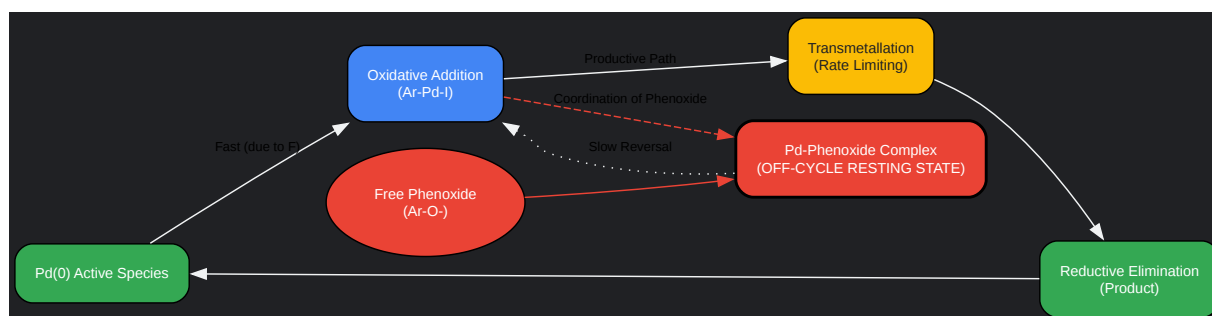 Transmetallation
(Rate Limiting)
Productive Path
Oxidative Addition
(Ar-Pd-I)
Coordination of Phenoxide
Fast (due to F)
Slow Reversal
Pd-Phenoxide Complex
(OFF-CYCLE RESTING STATE)
Free Phenoxide
(Ar-O-)
Pd(0) Active Species
Reductive Elimination
(Product)